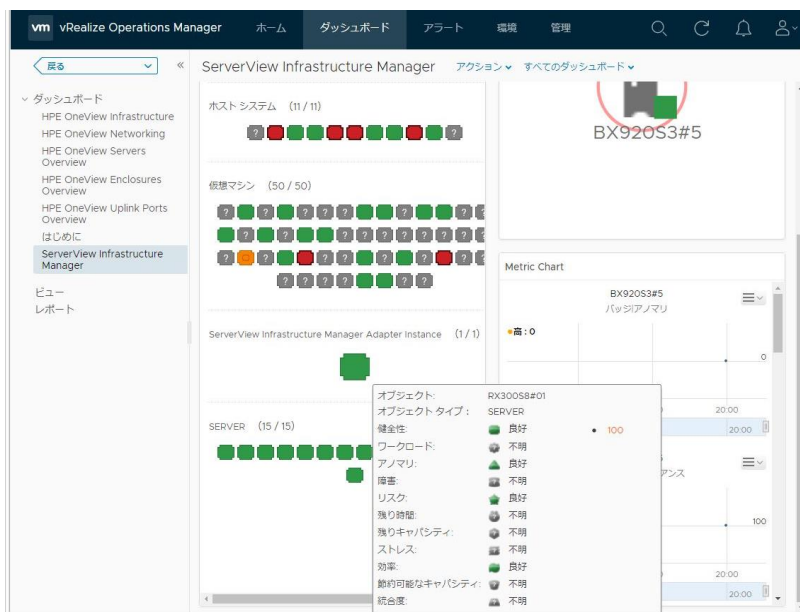 vm vRealize Operations Manager ホーム ダッシュボード アラート 環境 管理
戻る
ServerView Infrastructure Manager アクション すべてのダッシュボード
ダッシュボード
HPE OneView Infrastructure
HPE OneView Networking
HPE OneView Servers
Overview
HPE OneView Enclosures
Overview
HPE OneView Uplink Ports
Overview
はじめに
ServerView Infrastructure
Manager
ビュー
レポート
ホスト システム (11 / 11)
仮想マシン (50 / 50)
ServerView Infrastructure Manager Adapter Instance (1 / 1)
SERVER (15 / 15)
BX920S3#5
Metric Chart
BX920S3#5
バッジ|アノマリ
高 : 0
0
20:00
20:00
アンス
100
20:00
20:00
オブジェクト: RX300S8#01
オブジェクト タイプ : SERVER
健全性: 良好 100
ワークロード: 不明
アノマリ: 良好
障害: 不明
リスク: 良好
残り時間: 不明
残りキャパシティ: 不明
ストレス: 不明
効率: 良好
節約可能なキャパシティ: 不明
統合度: 不明